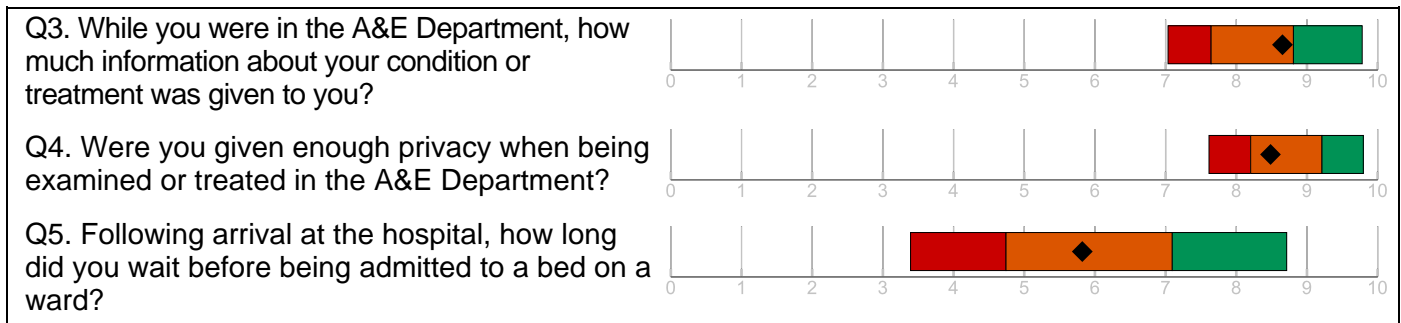 Q3. While you were in the A&E Department, how
much information about your condition or
treatment was given to you?
0 1 2 3 4 5 6 7 8 9 10
Q4. Were you given enough privacy when being
examined or treated in the A&E Department?
0 1 2 3 4 5 6 7 8 9 10
Q5. Following arrival at the hospital, how long
did you wait before being admitted to a bed on a
ward?
0 1 2 3 4 5 6 7 8 9 10